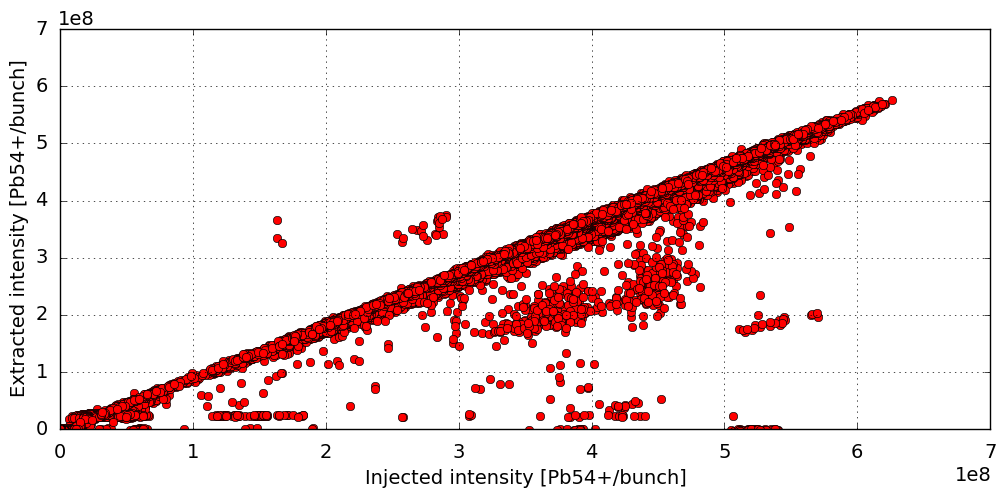 1e8
7
6
5
4
3
2
1
0
Extracted intensity [Pb54+/bunch]
0 1 2 3 4 5 6 7
1e8
Injected intensity [Pb54+/bunch]